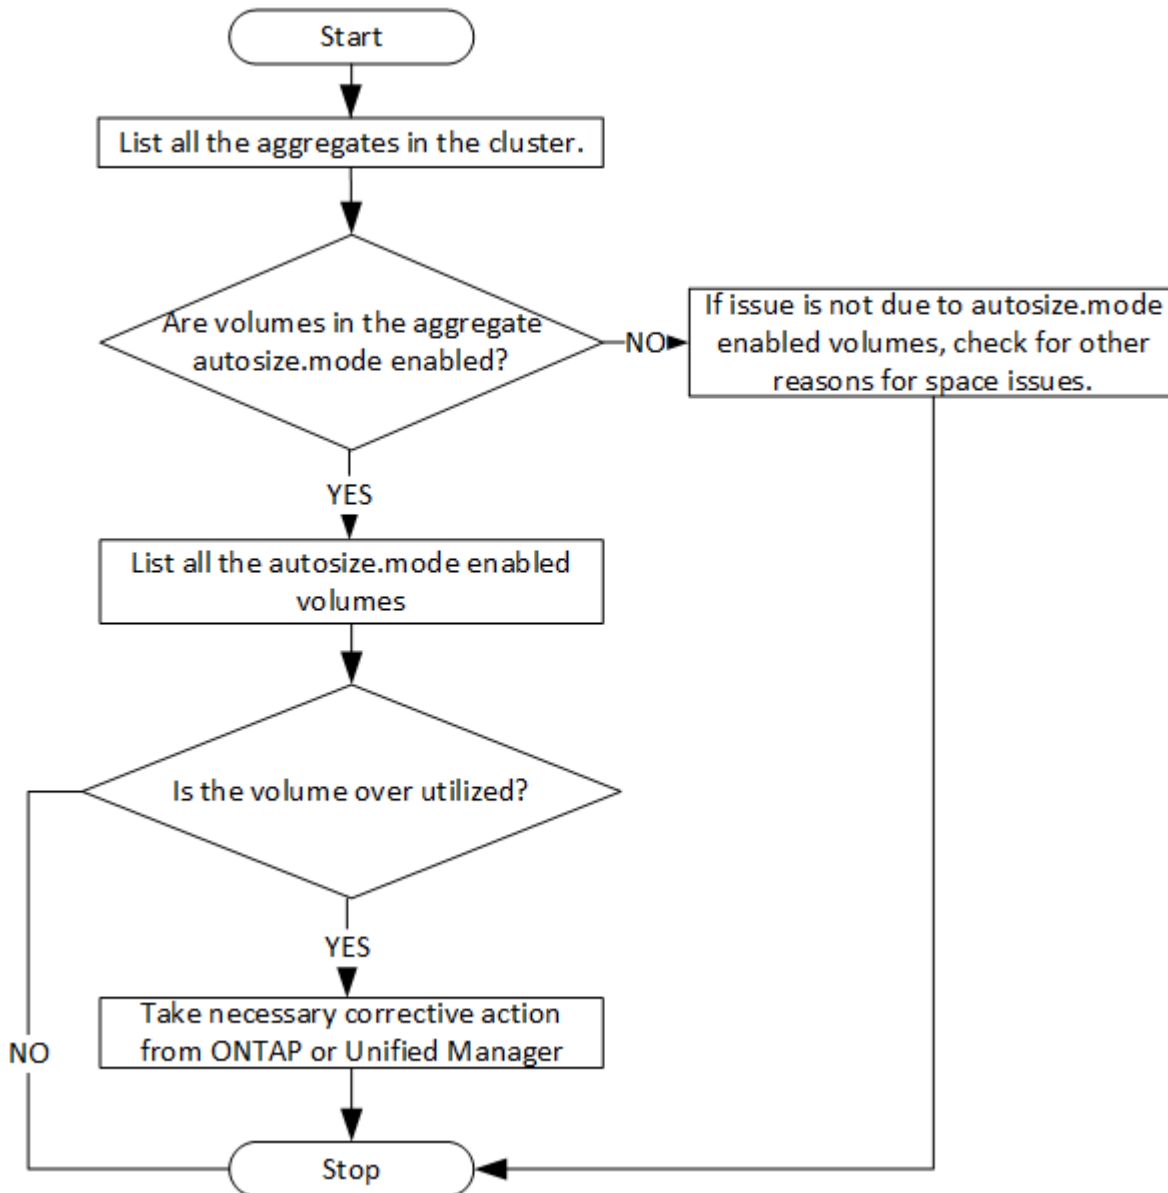 Start
List all the aggregates in the cluster.
Are volumes in the aggregate
autosize.mode enabled?
NO
If issue is not due to autosize.mode
enabled volumes, check for other
reasons for space issues.
YES
List all the autosize.mode enabled
volumes
Is the volume over utilized?
YES
Take necessary corrective action
from ONTAP or Unified Manager
NO
Stop